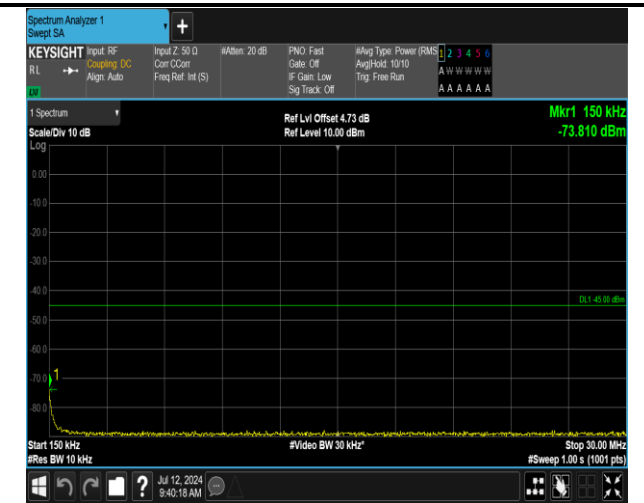 Spectrum Analyzer 1
Swept SA
+
KEYSIGHT Input: RF Input Z: 50 Ω #Atten: 20 dB PNO: Fast #Avg Type: Power (RMS 1 2 3 4 5 6
RL Coupling: DC Corr CCorr Gate: Off Avg|Hold: 10/10 A W W W W W
Align: Auto Freq Ref: Int (S) IF Gain: Low Trig: Free Run
Sig Track: Off A A A A A A
1 Spectrum Ref Lvl Offset 4.73 dB Mkr1 150 kHz
Scale/Div 10 dB Ref Level 10.00 dBm -73.810 dBm
Log
0.00
-10.0
-20.0
-30.0
-40.0
DL1 -45.00 dBm
-50.0
-60.0
-70.0
1
-80.0
Start 150 kHz #Video BW 30 kHz* Stop 30.00 MHz
#Res BW 10 kHz #Sweep 1.00 s (1001 pts)
? Jul 12, 2024
9:40:18 AM